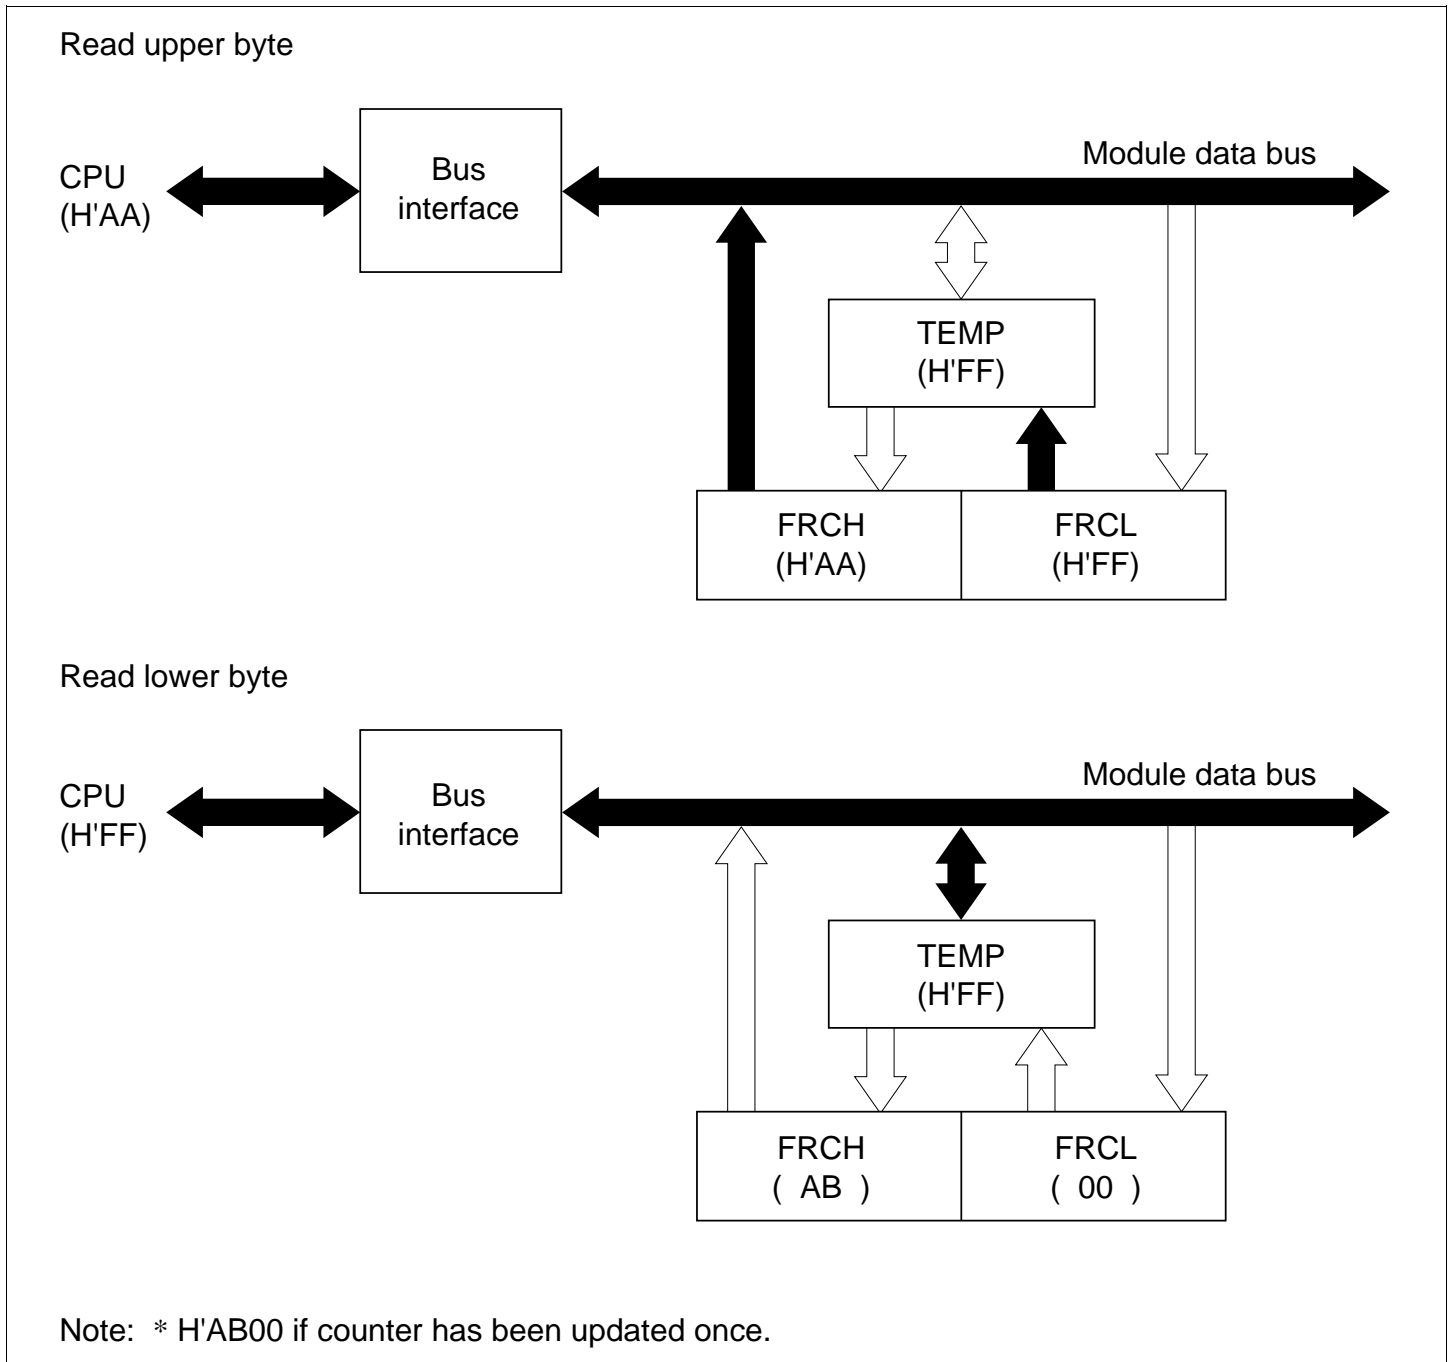 Read upper byte
Module data bus
Bus
interface
CPU
(H'AA)
TEMP
(H'FF)
FRCH
(H'AA)
FRCL
(H'FF)
Read lower byte
Module data bus
Bus
interface
CPU
(H'FF)
TEMP
(H'FF)
FRCH
( AB )
FRCL
( 00 )
Note: * H'AB00 if counter has been updated once.